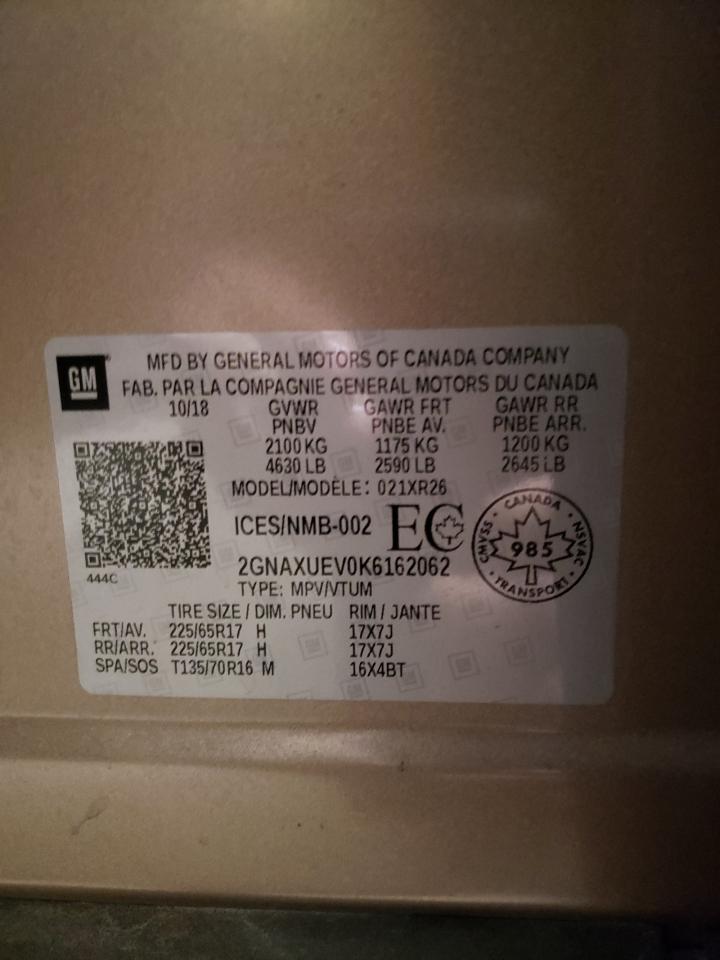 GM
MFD BY GENERAL MOTORS OF CANADA COMPANY
FAB. PAR LA COMPAGNIE GENERAL MOTORS DU CANADA
10/18 GVWR GAWR FRT GAWR RR
PNBV PNBE AV. PNBE ARR.
2100 KG 1175 KG 1200 KG
4630 LB 2590 LB 2645 LB
MODEL/MODÈLE: 021XR26
ICES/NMB-002 EC
CANADA
CMVSS 985 NSVAC
TRANSPORT
444C
2GNAXUEV0K6162062
TYPE: MPV/VTUM
TIRE SIZE / DIM. PNEU RIM / JANTE
FRT/AV. 225/65R17 H 17X7J
RR/ARR. 225/65R17 H 17X7J
SPA/SOS T135/70R16 M 16X4BT